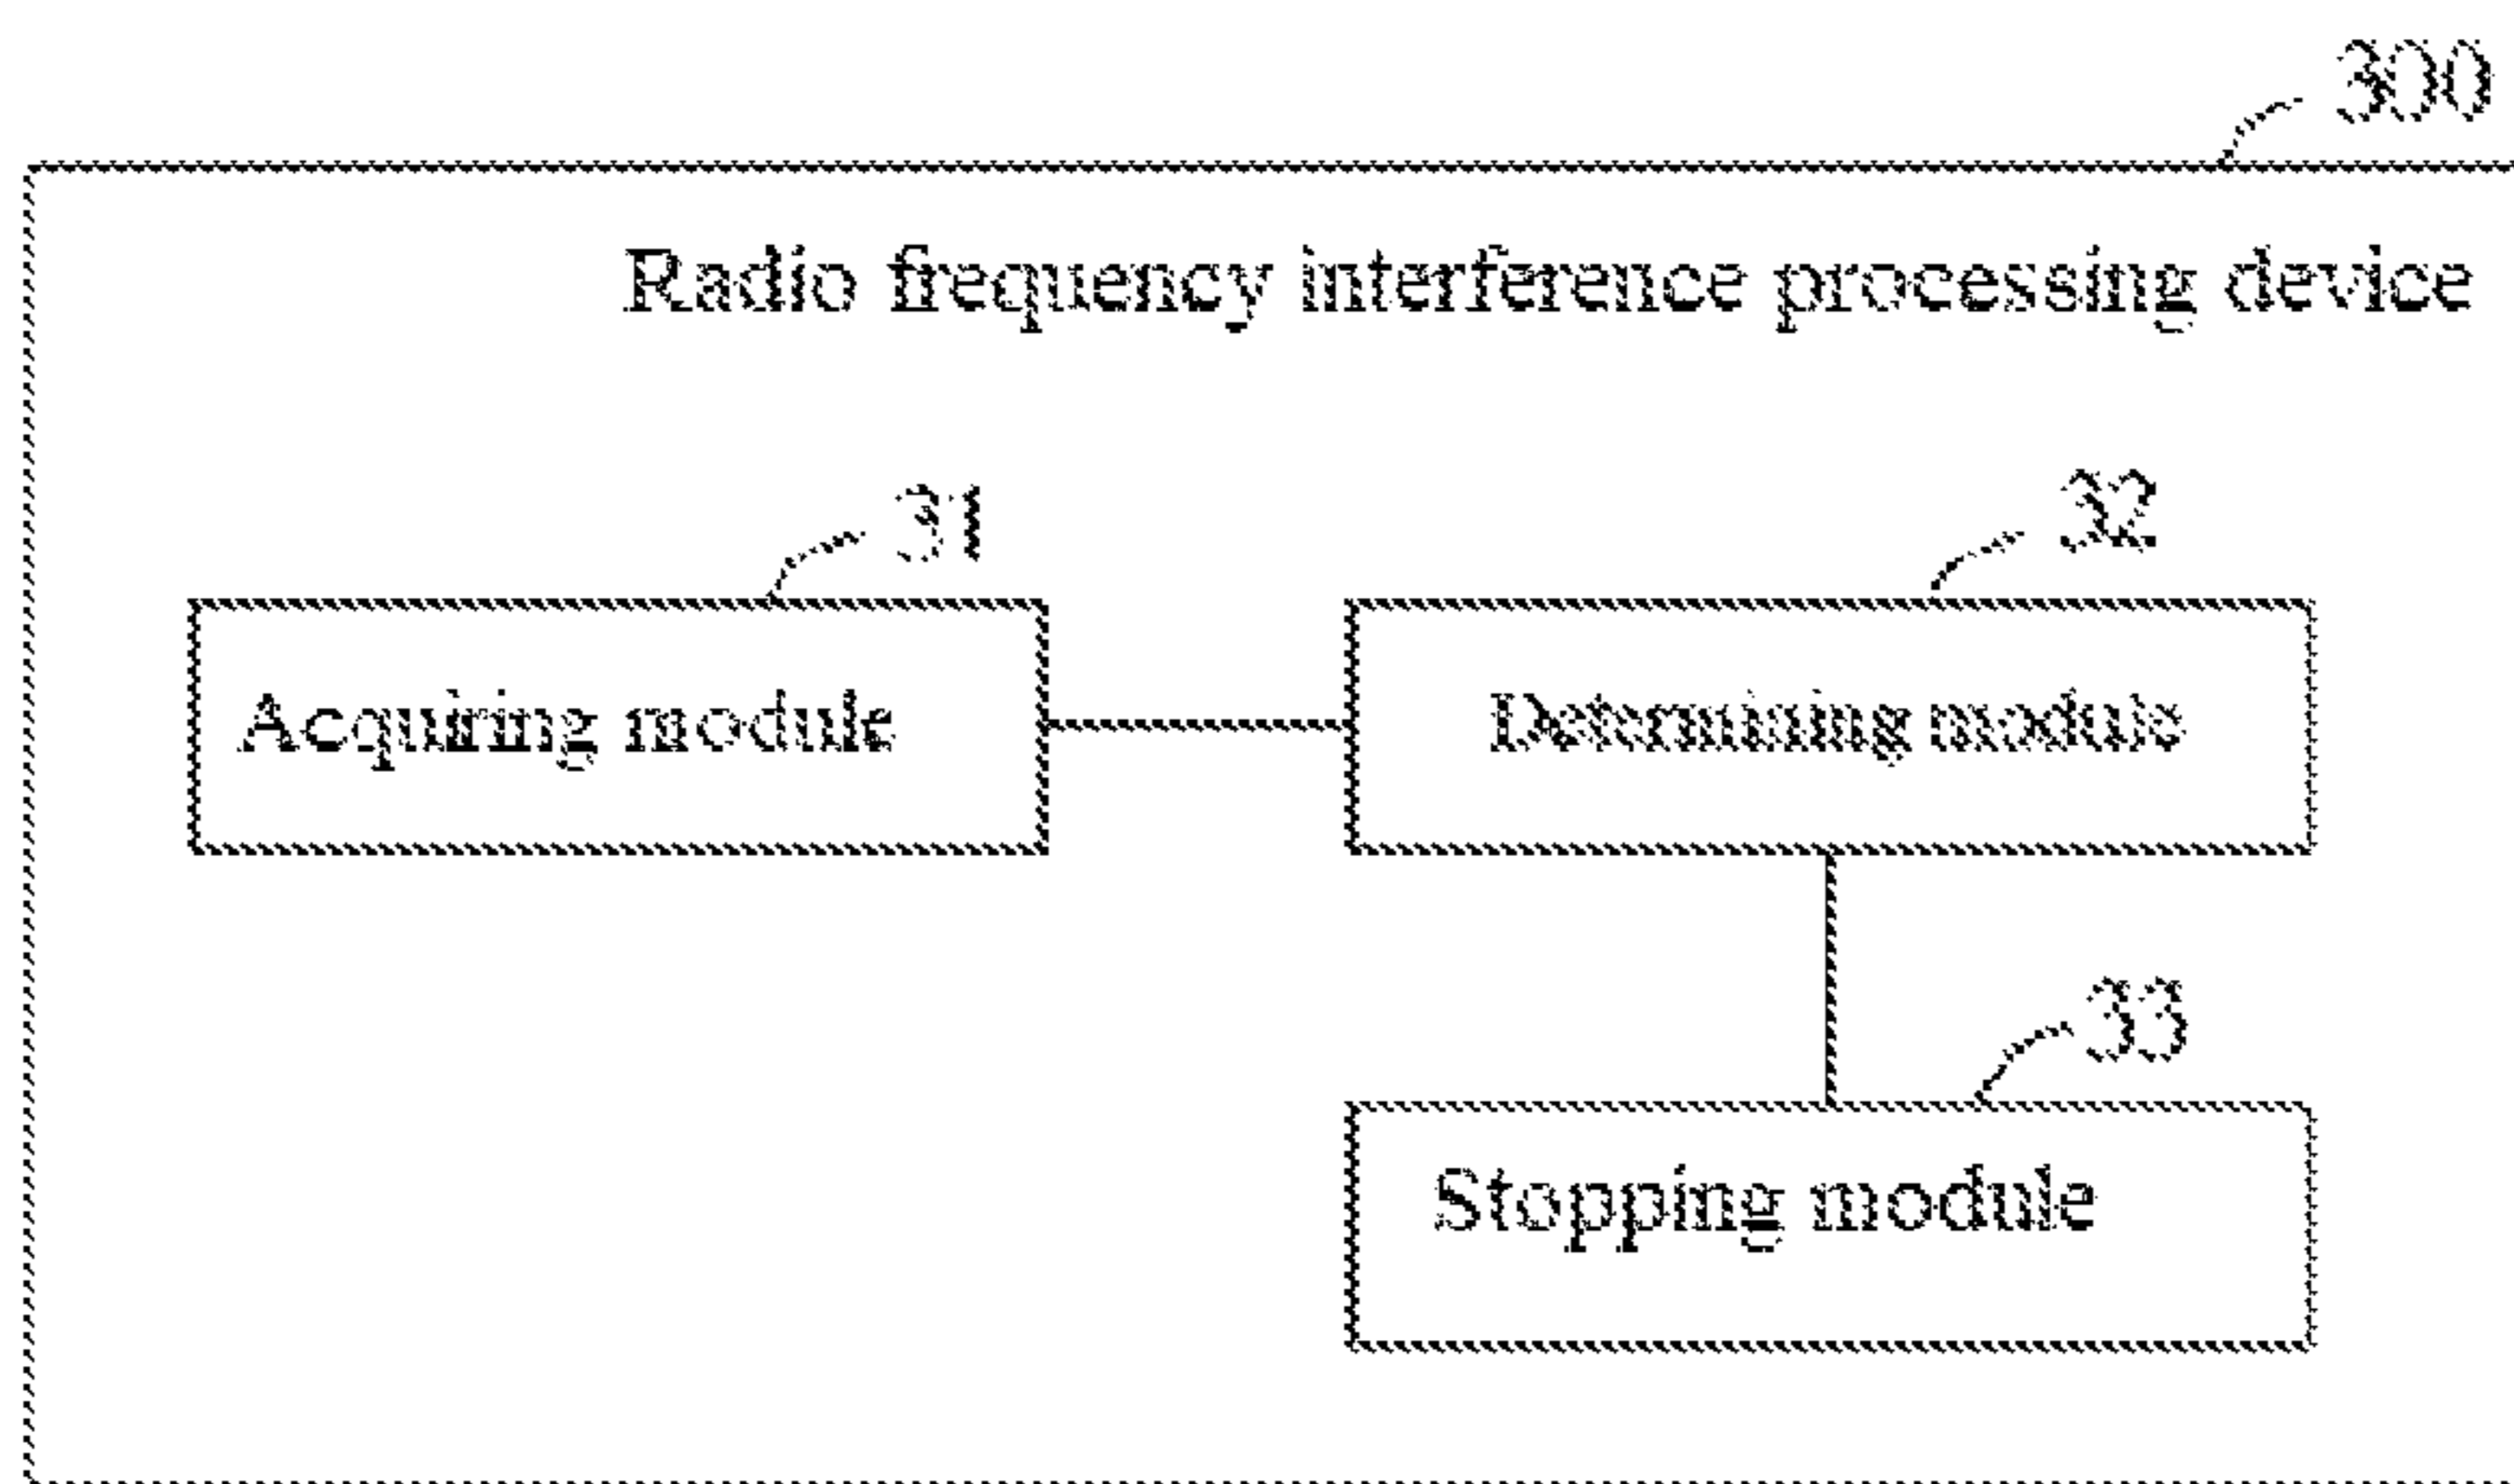 300
Radio frequency interference processing device
31
32
Acquiring module
Determining module
33
Stopping module